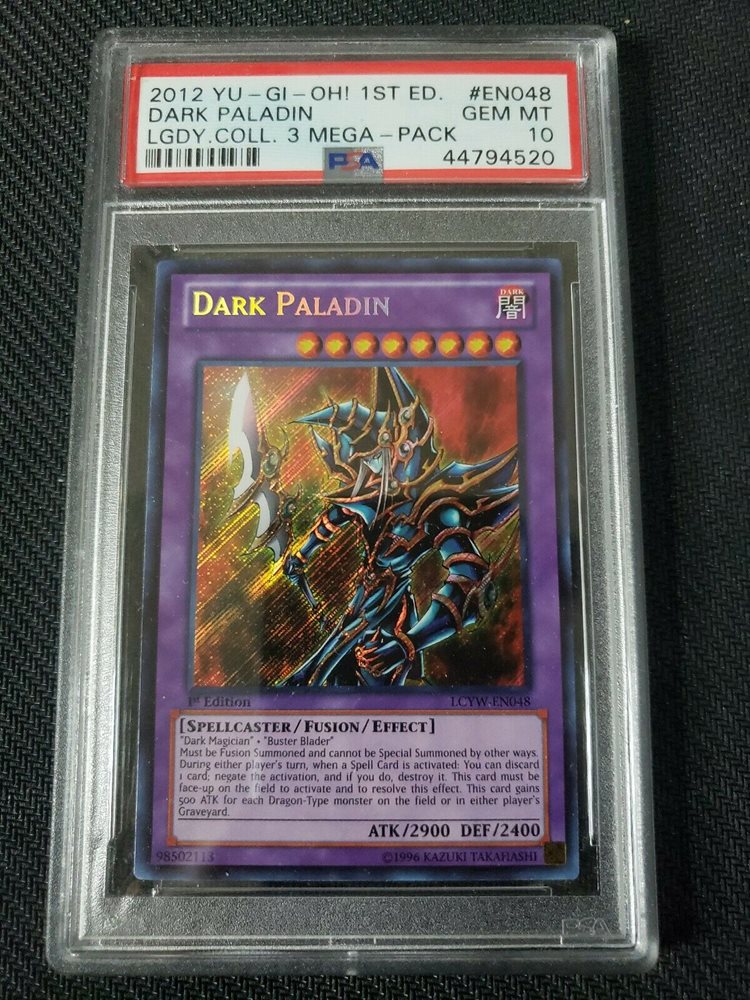 2012 YU-GI-OH! 1ST ED. #EN048
DARK PALADIN GEM MT
LGDY.COLL. 3 MEGA-PACK 10
PSA 44794520
DARK PALADIN
DARK
闇
1st Edition LCYW-EN048
[SPELLCASTER/FUSION/EFFECT]
"Dark Magician" • "Buster Blader"
Must be Fusion Summoned and cannot be Special Summoned by other ways.
During either player's turn, when a Spell Card is activated: You can discard
1 card; negate the activation, and if you do, destroy it. This card must be
face-up on the field to activate and to resolve this effect. This card gains
500 ATK for each Dragon-Type monster on the field or in either player's
Graveyard.
ATK/2900 DEF/2400
98502113 ©1996 KAZUKI TAKAHASHI
PSA